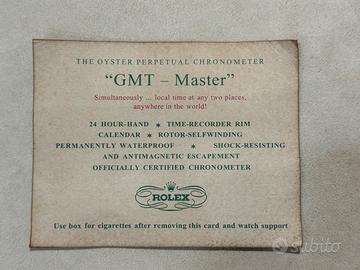 THE OYSTER PERPETUAL CHRONOMETER
“GMT – Master”
Simultaneously ... local time at any two places,
anywhere in the world!
24 HOUR-HAND * TIME-RECORDER RIM
CALENDAR * ROTOR-SELFWINDING
PERMANENTLY WATERPROOF * SHOCK-RESISTING
AND ANTIMAGNETIC ESCAPEMENT
OFFICIALLY CERTIFIED CHRONOMETER
ROLEX
Use box for cigarettes after removing this card and watch support
subito